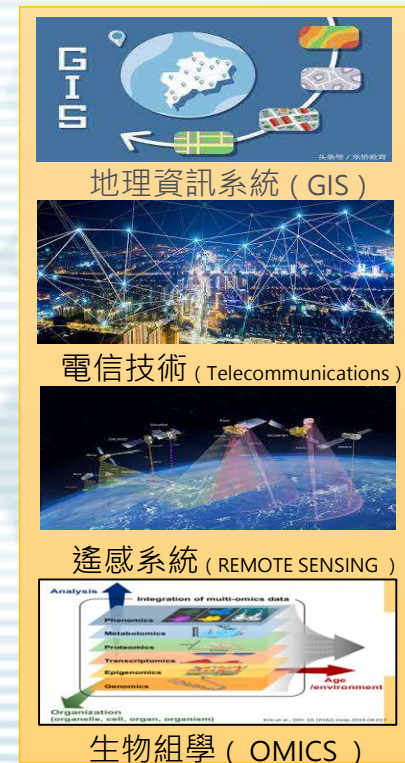 GIS
头条号 / 乐桥教育
地理資訊系統 ( GIS )
電信技術 ( Telecommunications )
遙感系統 ( REMOTE SENSING )
Analysis
Integration of multi-omics data
Phenomics
Metabolomics
Proteomics
Transcriptomics
Epigenomics
Genomics
Age
/environment
Organization
(organelle, cell, organ, organism)
生物組學 ( OMICS )